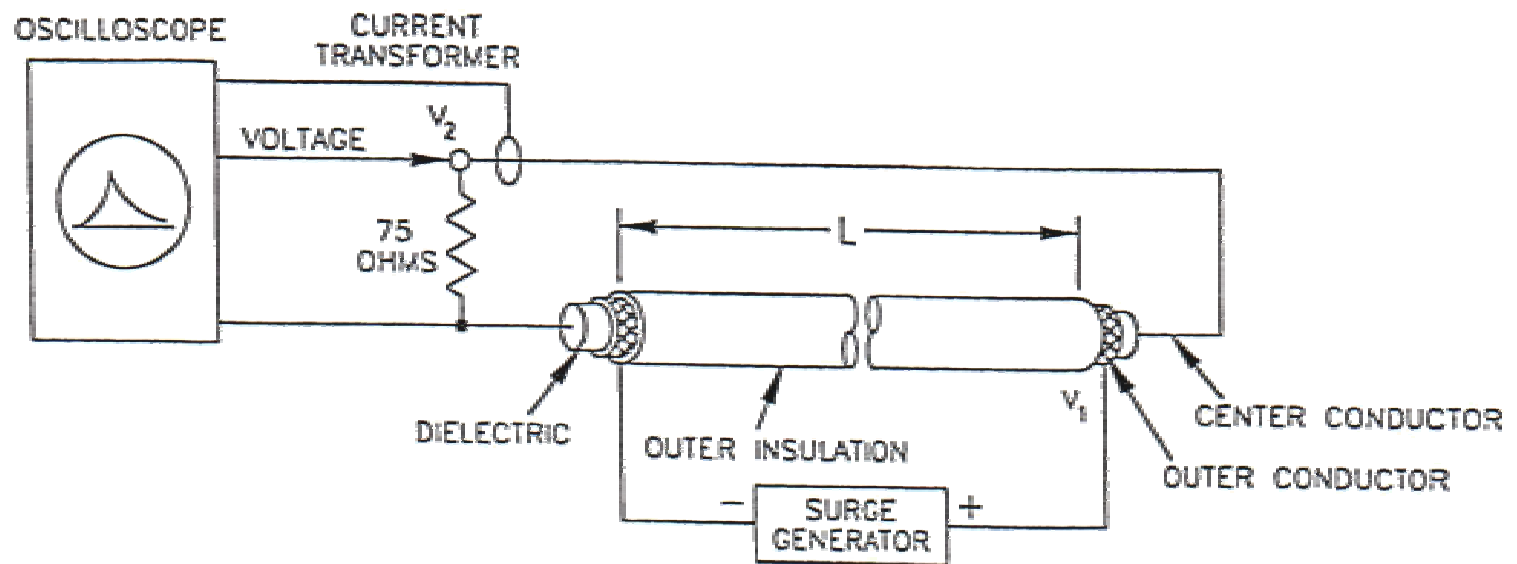 OSCILLOSCOPE
CURRENT
TRANSFORMER
V2
VOLTAGE
75
OHMS
L
V1
DIELECTRIC
OUTER INSULATION
CENTER CONDUCTOR
OUTER CONDUCTOR
-
SURGE
GENERATOR
+